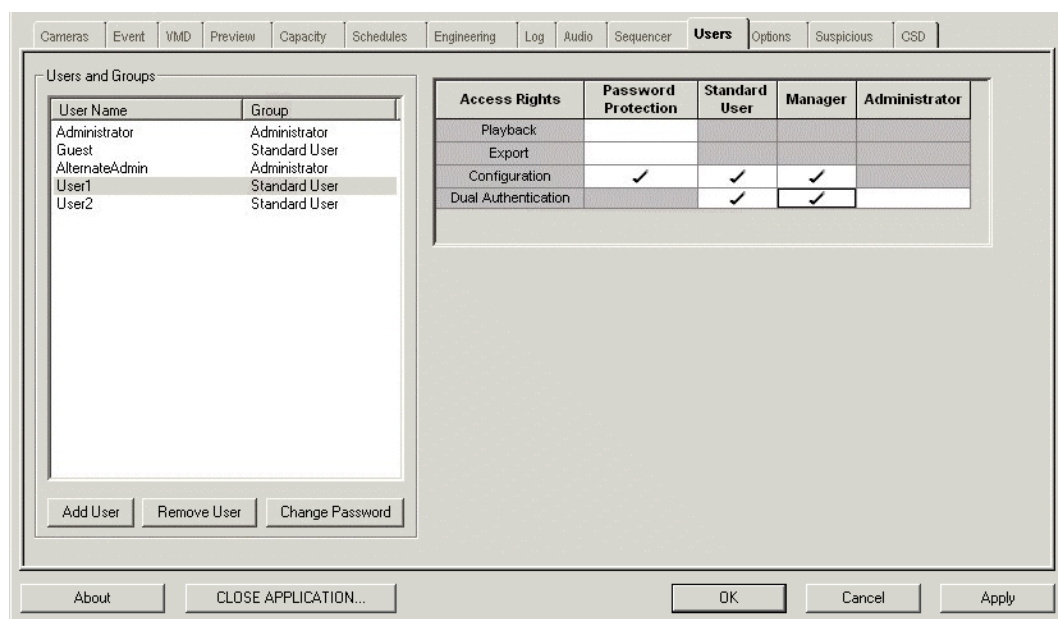 Cameras Event VMD Preview Capacity Schedules Engineering Log Audio Sequencer Users Options Suspicious CSD
Users and Groups
User Name Group
Administrator Administrator
Guest Standard User
AlternateAdmin Administrator
User1 Standard User
User2 Standard User
Add User Remove User Change Password
Access Rights Password Protection Standard User Manager Administrator
Playback
Export
Configuration ✓ ✓ ✓
Dual Authentication ✓ ✓
About CLOSE APPLICATION... OK Cancel Apply